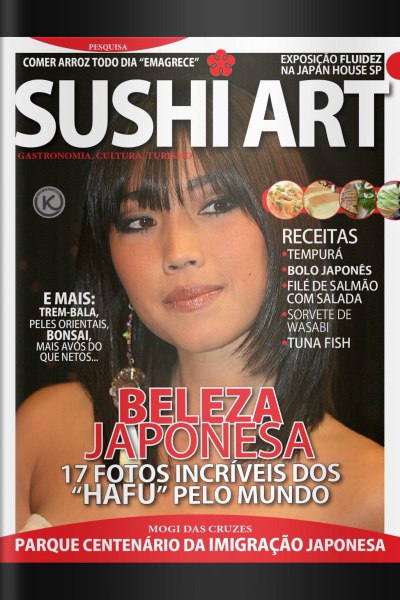 PESQUISA
COMER ARROZ TODO DIA “EMAGRECE”
EXPOSIÇÃO FLUIDEZ
NA JAPAN HOUSE SP
SUSHI ART
GASTRONOMIA, CULTURA, TURISMO
K
RECEITAS
•TEMPURÁ
•BOLO JAPONÊS
•FILÉ DE SALMÃO
COM SALADA
•SORVETE DE
WASABI
•TUNA FISH
E MAIS:
TREM-BALA,
PELES ORIENTAIS,
BONSAI,
MAIS AVÓS DO
QUE NETOS...
BELEZA
JAPONESA
17 FOTOS INCRÍVEIS DOS
“HAFU” PELO MUNDO
MOGI DAS CRUZES
PARQUE CENTENÁRIO DA IMIGRAÇÃO JAPONESA